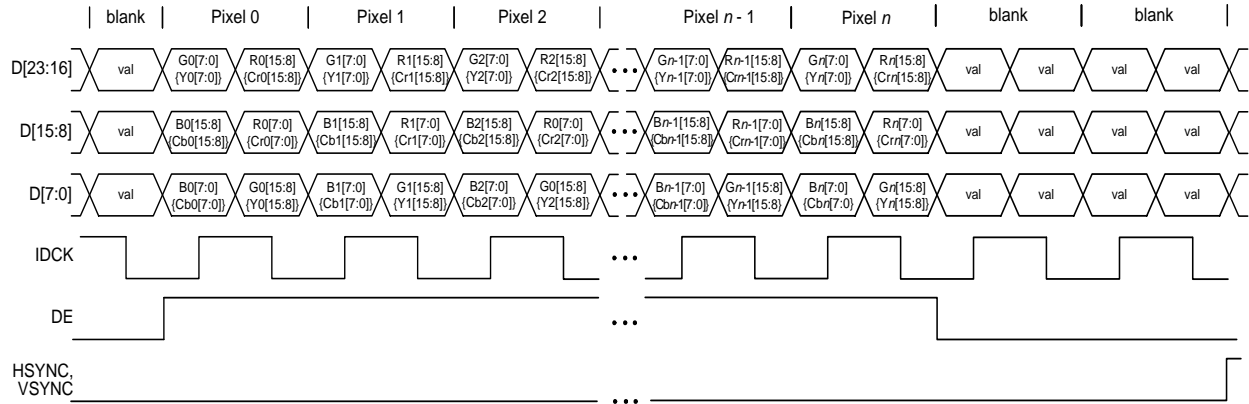 blank Pixel 0 Pixel 1 Pixel 2 Pixel n - 1 Pixel n blank blank
G0[7:0] R0[15:8] G1[7:0] R1[15:8] G2[7:0] R2[15:8] Gn-1[7:0] Rn-1[15:8] Gn[7:0] Rn[15:8]
D[23:16] val ••• val val val val
{Y0[7:0]} {Cr0[15:8]} {Y1[7:0]} {Cr1[15:8]} {Y2[7:0]} {Cr2[15:8]} {Yn-1[7:0]} {Crn-1[15:8]} {Yn[7:0]} {Crn[15:8]}
B0[15:8] R0[7:0] B1[15:8] R1[7:0] B2[15:8] R0[7:0] Bn-1[15:8] Rn-1[7:0] Bn[15:8] Rn[7:0]
D[15:8] val ••• val val val val
{Cb0[15:8]} {Cr0[7:0]} {Cb1[15:8]} {Cr1[7:0]} {Cb2[15:8]} {Cr2[7:0]} {Cbn-1[15:8]} {Crn-1[7:0]} {Cbn[15:8]} {Crn[7:0]}
B0[7:0] G0[15:8] B1[7:0] G1[15:8] B2[7:0] G0[15:8] Bn-1[7:0] Gn-1[15:8] Bn[7:0] Gn[15:8]
D[7:0] val ••• val val val val
{Cb0[7:0]} {Y0[15:8]} {Cb1[7:0]} {Y1[15:8]} {Cb2[7:0]} {Y2[15:8]} {Cbn-1[7:0]} {Yn-1[15:8} {Cbn[7:0} {Yn[15:8]}
IDCK •••
DE •••
HSYNC,
VSYNC •••